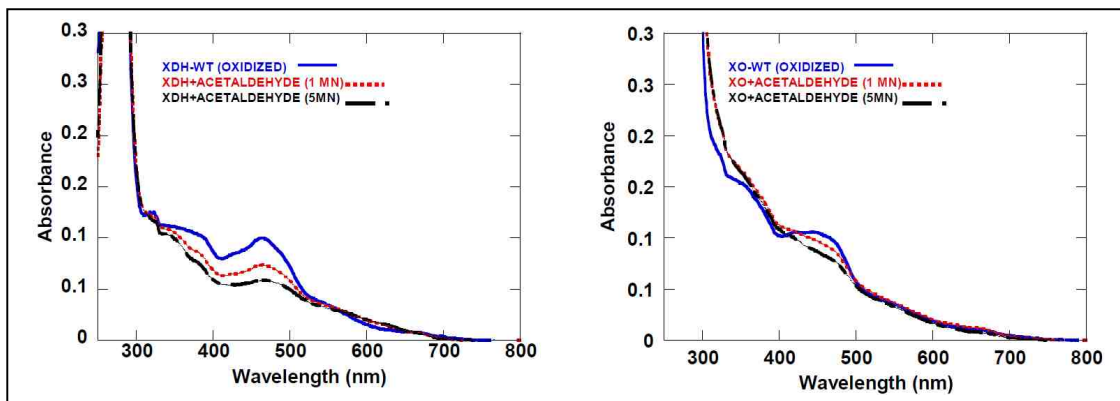 0.3
0.3
0.2
0.2
0.1
0.1
0
Absorbance
XDH-WT (OXIDIZED)
XDH+ACETALDEHYDE (1 MN)
XDH+ACETALDEHYDE (5MN)
300 400 500 600 700 800
Wavelength (nm)
0.3
0.3
0.2
0.2
0.1
0.1
0
Absorbance
XO-WT (OXIDIZED)
XO+ACETALDEHYDE (1 MN)
XO+ACETALDEHYDE (5MN)
300 400 500 600 700 800
Wavelength (nm)